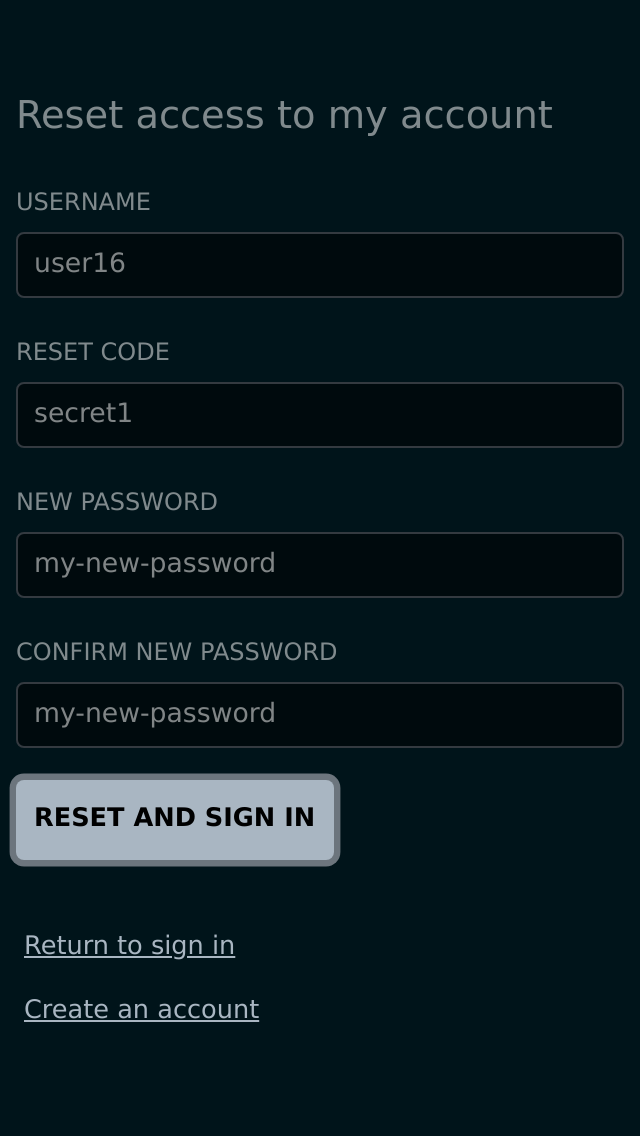 Reset access to my account
USERNAME
user16
RESET CODE
secret1
NEW PASSWORD
my-new-password
CONFIRM NEW PASSWORD
my-new-password
RESET AND SIGN IN
Return to sign in
Create an account